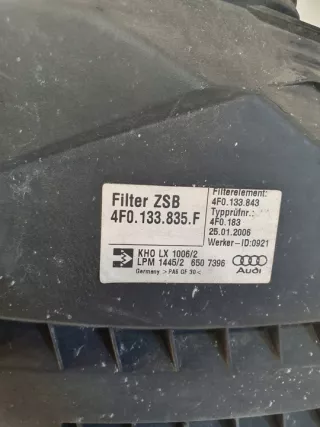 Filter ZSB
4F0.133.835.F
Filterelement:
4F0.133.843
Typprüfnr.:
4F0.183
25.01.2006
Werker-ID:0921
KHO LX 1006/2
LPM 1445/2 650 7396
Germany >PA6 GF 30<
Audi